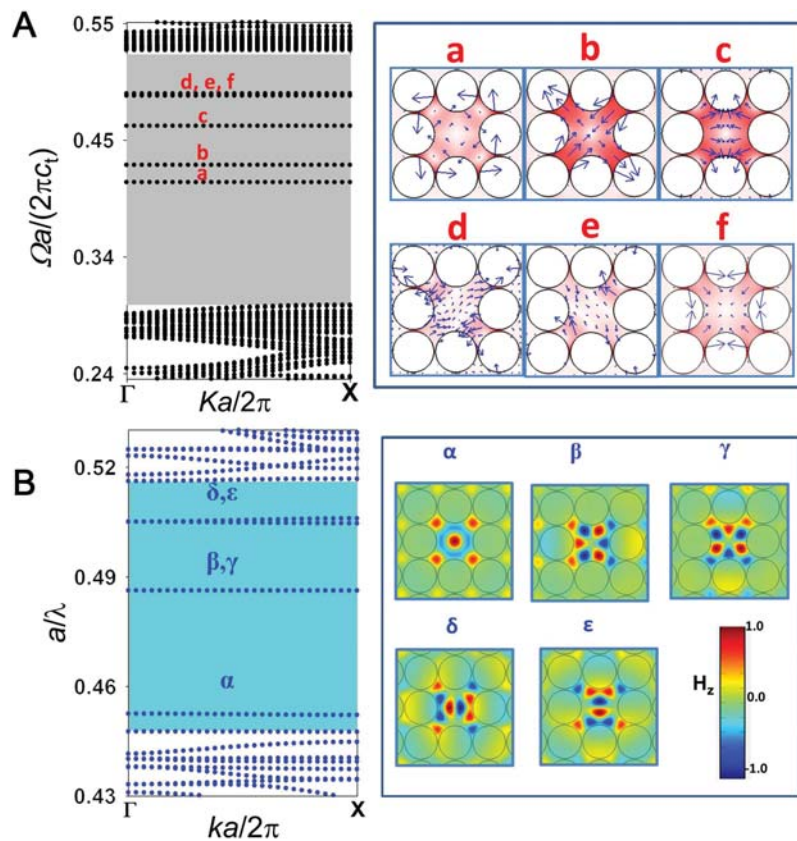 A
0.55
0.45
0.34
0.24
Ωa/(2πcₜ)
d, e, f
c
b
a
Γ
Ka/2π
X
a b c
d e f
B
0.52
0.49
0.46
0.43
a/λ
δ,ε
β,γ
α
Γ
ka/2π
X
α β γ
δ ε
1.0
Hz 0.0
-1.0